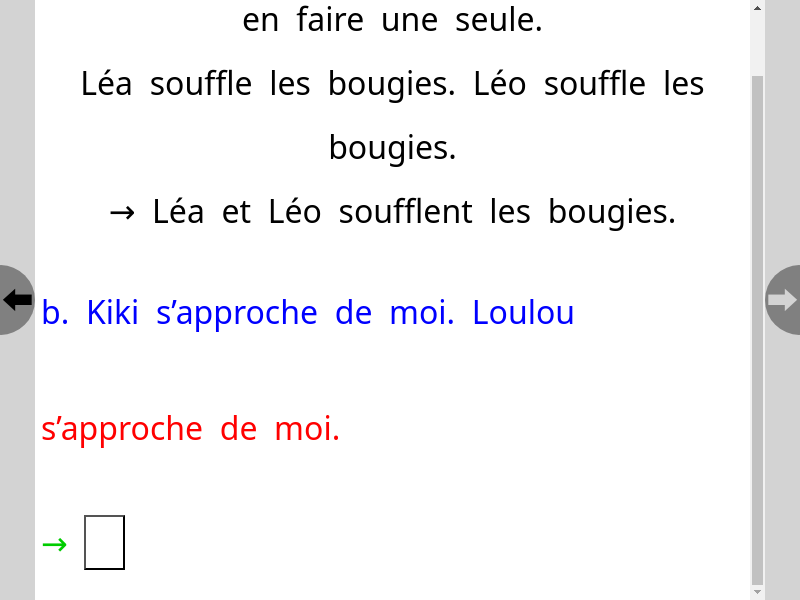 en faire une seule.
Léa souffle les bougies. Léo souffle les
bougies.
→ Léa et Léo soufflent les bougies.
b. Kiki s’approche de moi. Loulou
s’approche de moi.
→